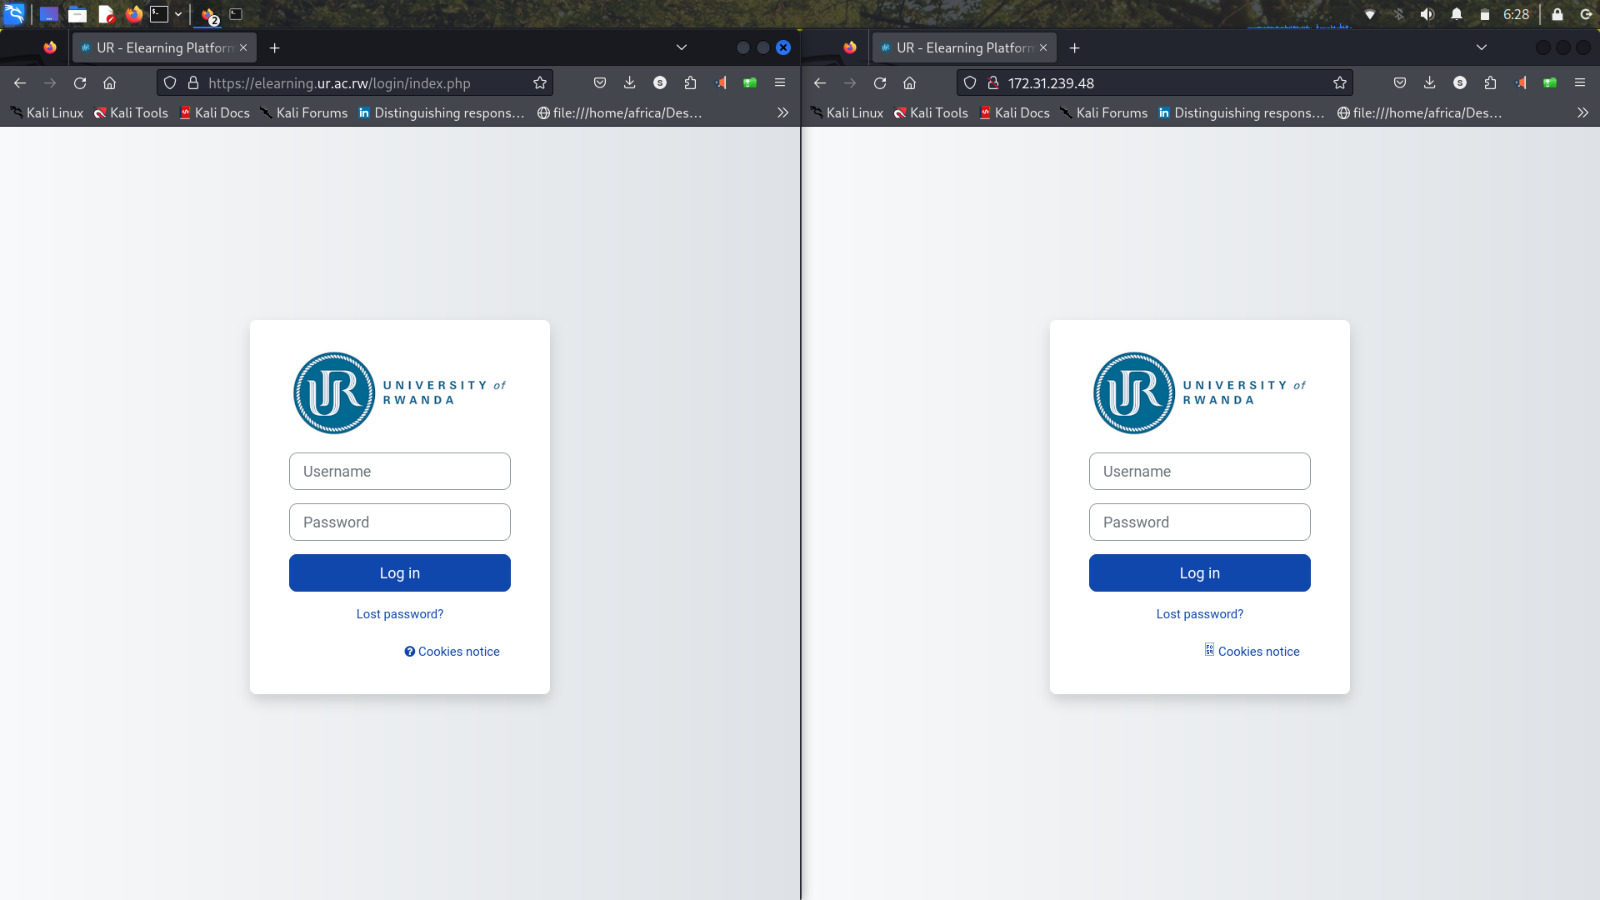 2
6:28
UR - Elearning Platform
https://elearning.ur.ac.rw/login/index.php
Kali Linux Kali Tools Kali Docs Kali Forums Distinguishing respons… file:///home/africa/Des…
UNIVERSITY of
RWANDA
Username
Password
Log in
Lost password?
Cookies notice
UR - Elearning Platform
172.31.239.48
Kali Linux Kali Tools Kali Docs Kali Forums Distinguishing respons… file:///home/africa/Des…
UNIVERSITY of
RWANDA
Username
Password
Log in
Lost password?
Cookies notice